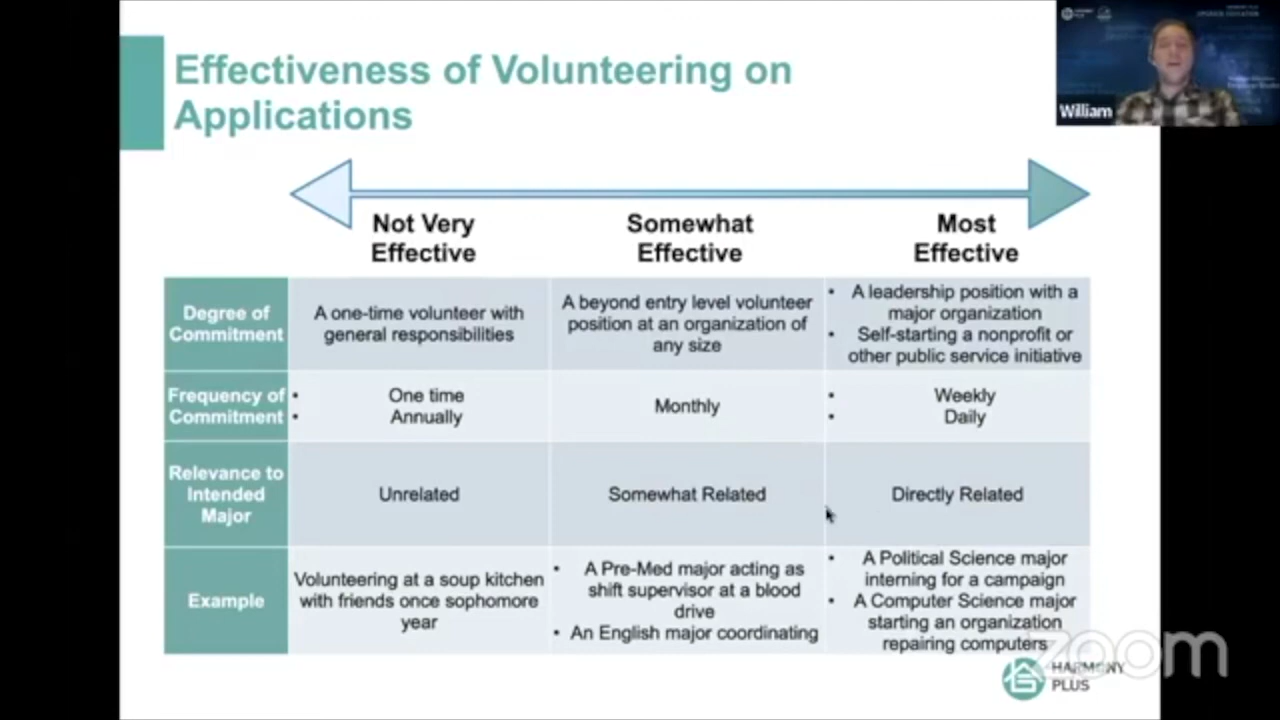 Effectiveness of Volunteering on
Applications
William
Not Very
Effective
Somewhat
Effective
Most
Effective
Degree of
Commitment
A one-time volunteer with
general responsibilities
A beyond entry level volunteer
position at an organization of
any size
• A leadership position with a
major organization
• Self-starting a nonprofit or
other public service initiative
Frequency of
Commitment
• One time
• Annually
Monthly
• Weekly
• Daily
Relevance to
Intended
Major
Unrelated
Somewhat Related
Directly Related
Example
Volunteering at a soup kitchen
with friends once sophomore
year
• A Pre-Med major acting as
shift supervisor at a blood
drive
• An English major coordinating
• A Political Science major
interning for a campaign
• A Computer Science major
starting an organization
repairing computers
zoom
HARMONY
PLUS